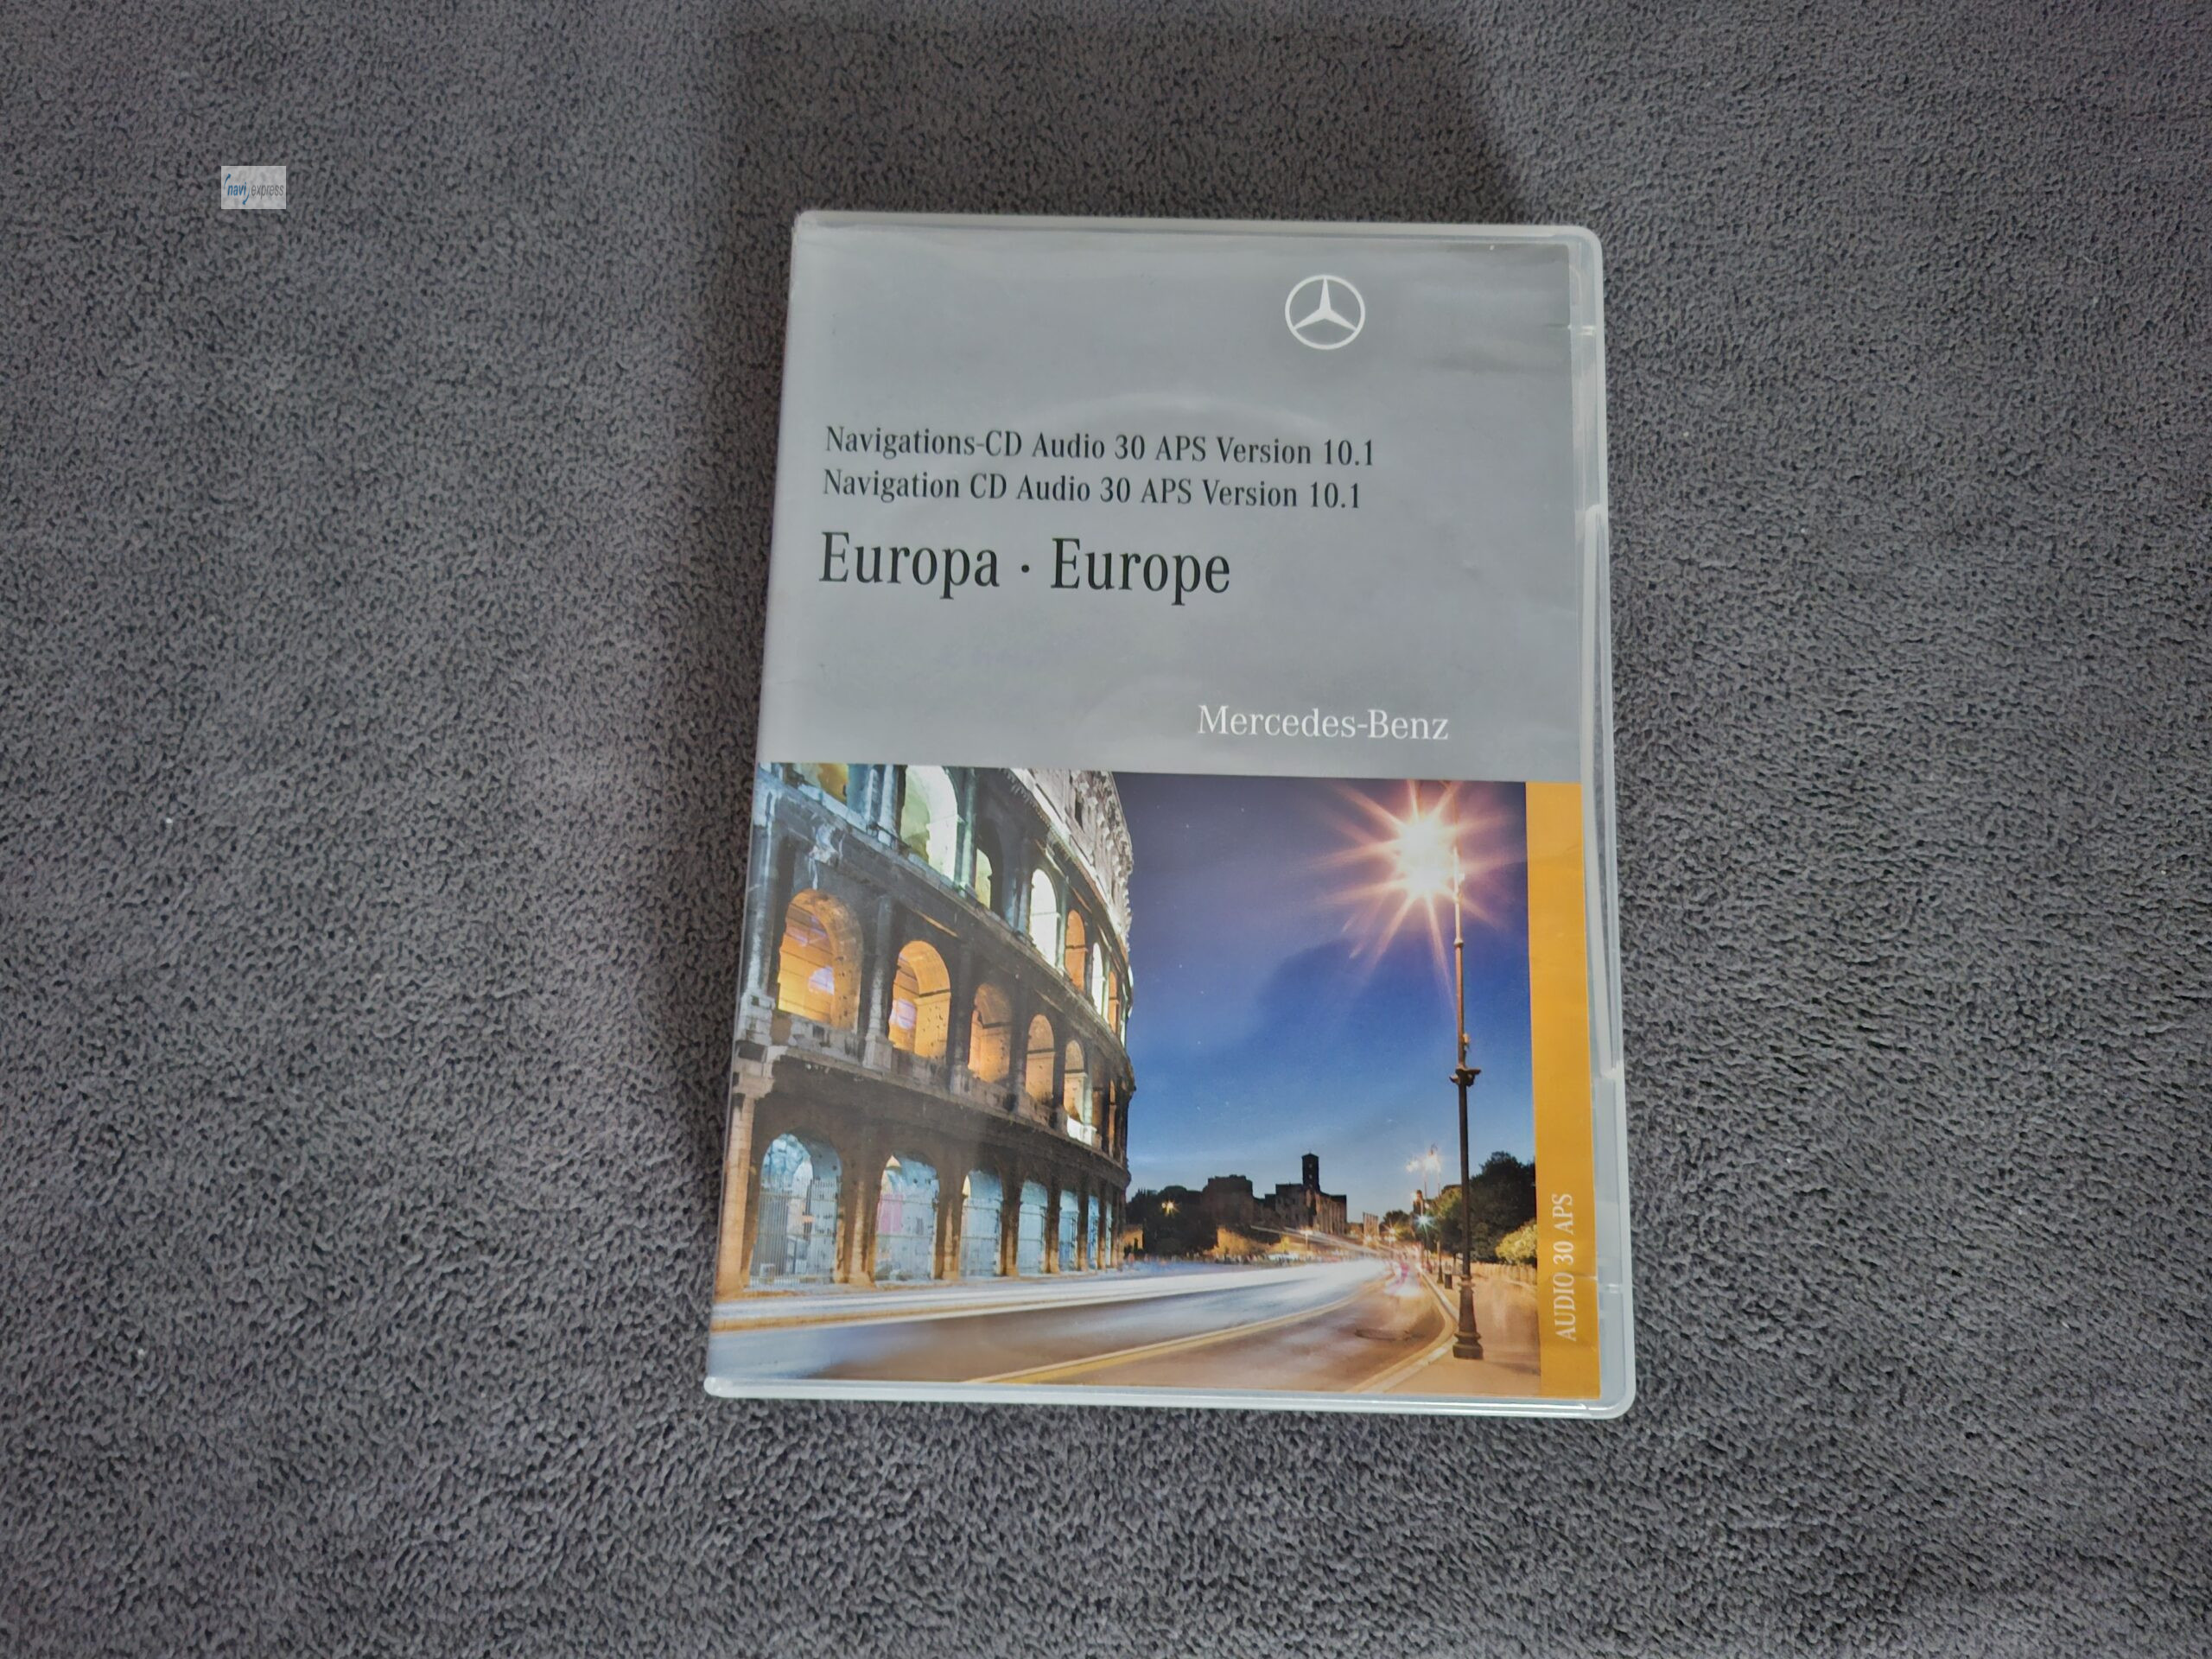 navi express
Navigations-CD Audio 30 APS Version 10.1
Navigation CD Audio 30 APS Version 10.1
Europa · Europe
Mercedes-Benz
AUDIO 30 APS